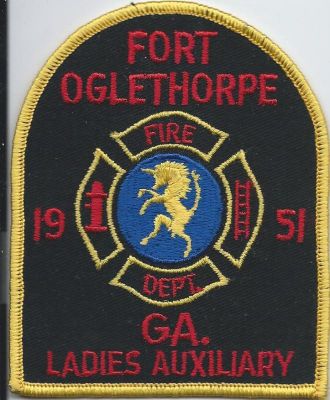 FORT
OGLETHORPE
FIRE
19 51
DEPT.
GA.
LADIES AUXILIARY